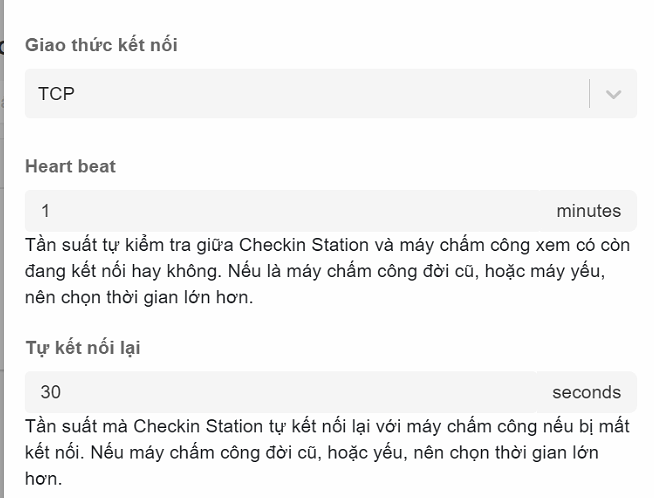 Giao thức kết nối
TCP
Heart beat
1 minutes
Tần suất tự kiểm tra giữa Checkin Station và máy chấm công xem có còn
đang kết nối hay không. Nếu là máy chấm công đời cũ, hoặc máy yếu,
nên chọn thời gian lớn hơn.
Tự kết nối lại
30 seconds
Tần suất mà Checkin Station tự kết nối lại với máy chấm công nếu bị mất
kết nối. Nếu máy chấm công đời cũ, hoặc yếu, nên chọn thời gian lớn
hơn.